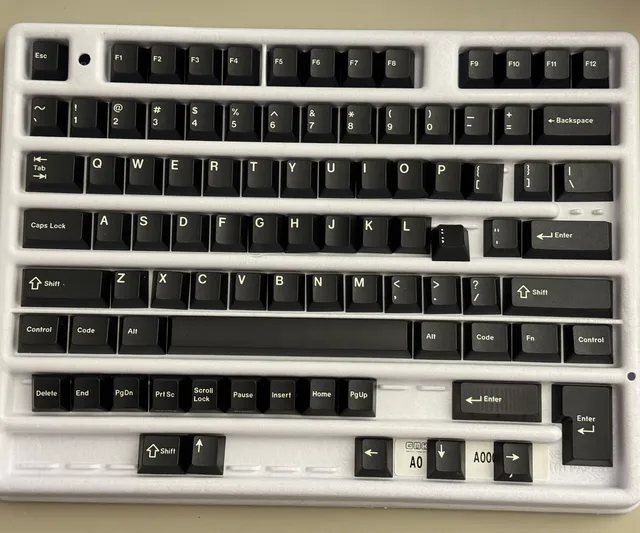 Esc F1 F2 F3 F4 F5 F6 F7 F8 F9 F10 F11 F12
~ ! @ # $ % ^ & * ( ) _ +
` 1 2 3 4 5 6 7 8 9 0 - = ← Backspace
Tab Q W E R T Y U I O P { [ } ] | \
Caps Lock A S D F G H J K L : ; " ' Enter
Shift Z X C V B N M < , > . ? / Shift
Control Code Alt Alt Code Fn Control
Delete End PgDn Prt Sc Scroll Lock Pause Insert Home PgUp Enter
Enter
Shift ↑ ← GMK A0 ↓ A00 →